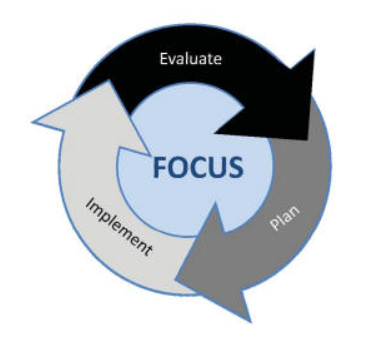 Evaluate
FOCUS
Plan
Implement